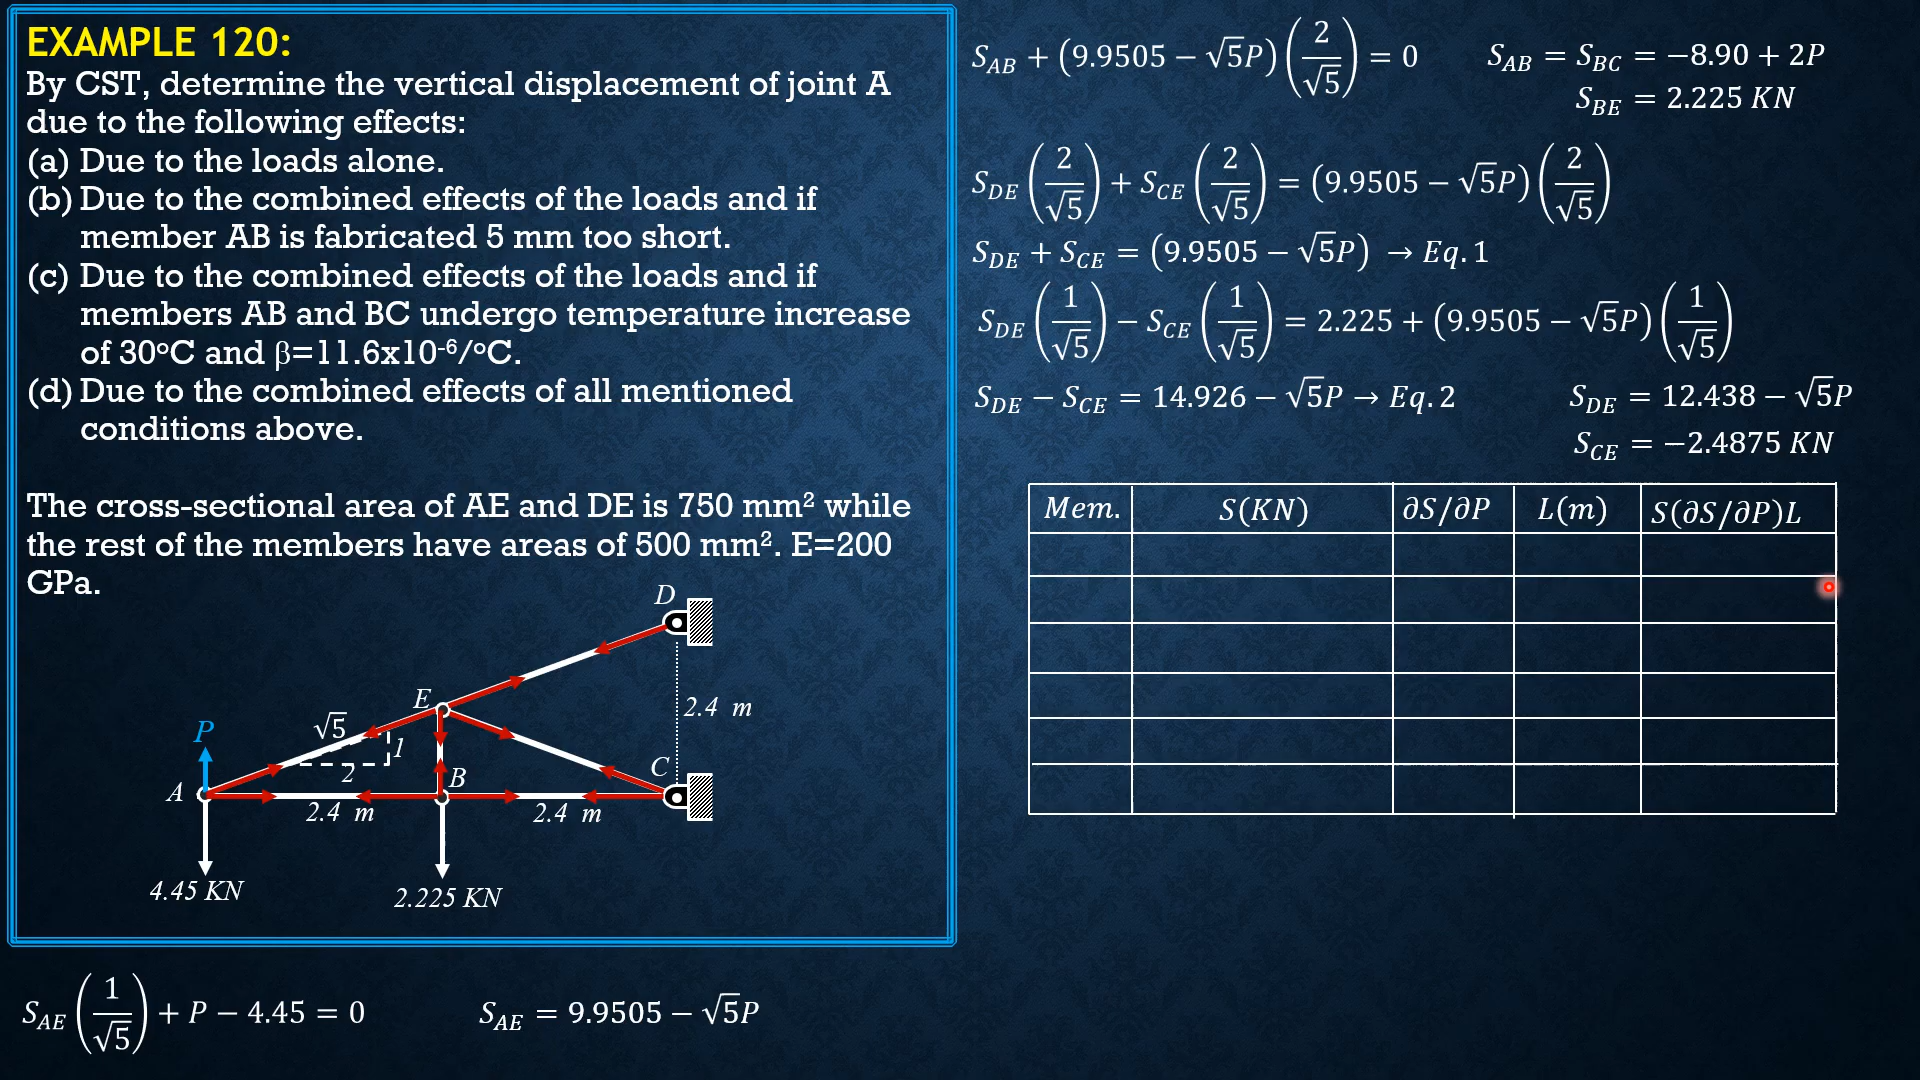 EXAMPLE 120:
By CST, determine the vertical displacement of joint A
due to the following effects:
(a) Due to the loads alone.
(b) Due to the combined effects of the loads and if
member AB is fabricated 5 mm too short.
(c) Due to the combined effects of the loads and if
members AB and BC undergo temperature increase
of 30°C and β=11.6x10⁻⁶/°C.
(d) Due to the combined effects of all mentioned
conditions above.
The cross-sectional area of AE and DE is 750 mm² while
the rest of the members have areas of 500 mm². E=200
GPa.
D
E
2.4 m
√5
1
2
P
A
B
C
2.4 m
2.4 m
4.45 KN
2.225 KN
S_AE (1/√5) + P − 4.45 = 0
S_AE = 9.9505 − √5P
S_AB + (9.9505 − √5P)(2/√5) = 0
S_AB = S_BC = −8.90 + 2P
S_BE = 2.225 KN
S_DE (2/√5) + S_CE (2/√5) = (9.9505 − √5P)(2/√5)
S_DE + S_CE = (9.9505 − √5P) → Eq. 1
S_DE (1/√5) − S_CE (1/√5) = 2.225 + (9.9505 − √5P)(1/√5)
S_DE − S_CE = 14.926 − √5P → Eq. 2
S_DE = 12.438 − √5P
S_CE = −2.4875 KN
Mem. S(KN) ∂S/∂P L(m) S(∂S/∂P)L